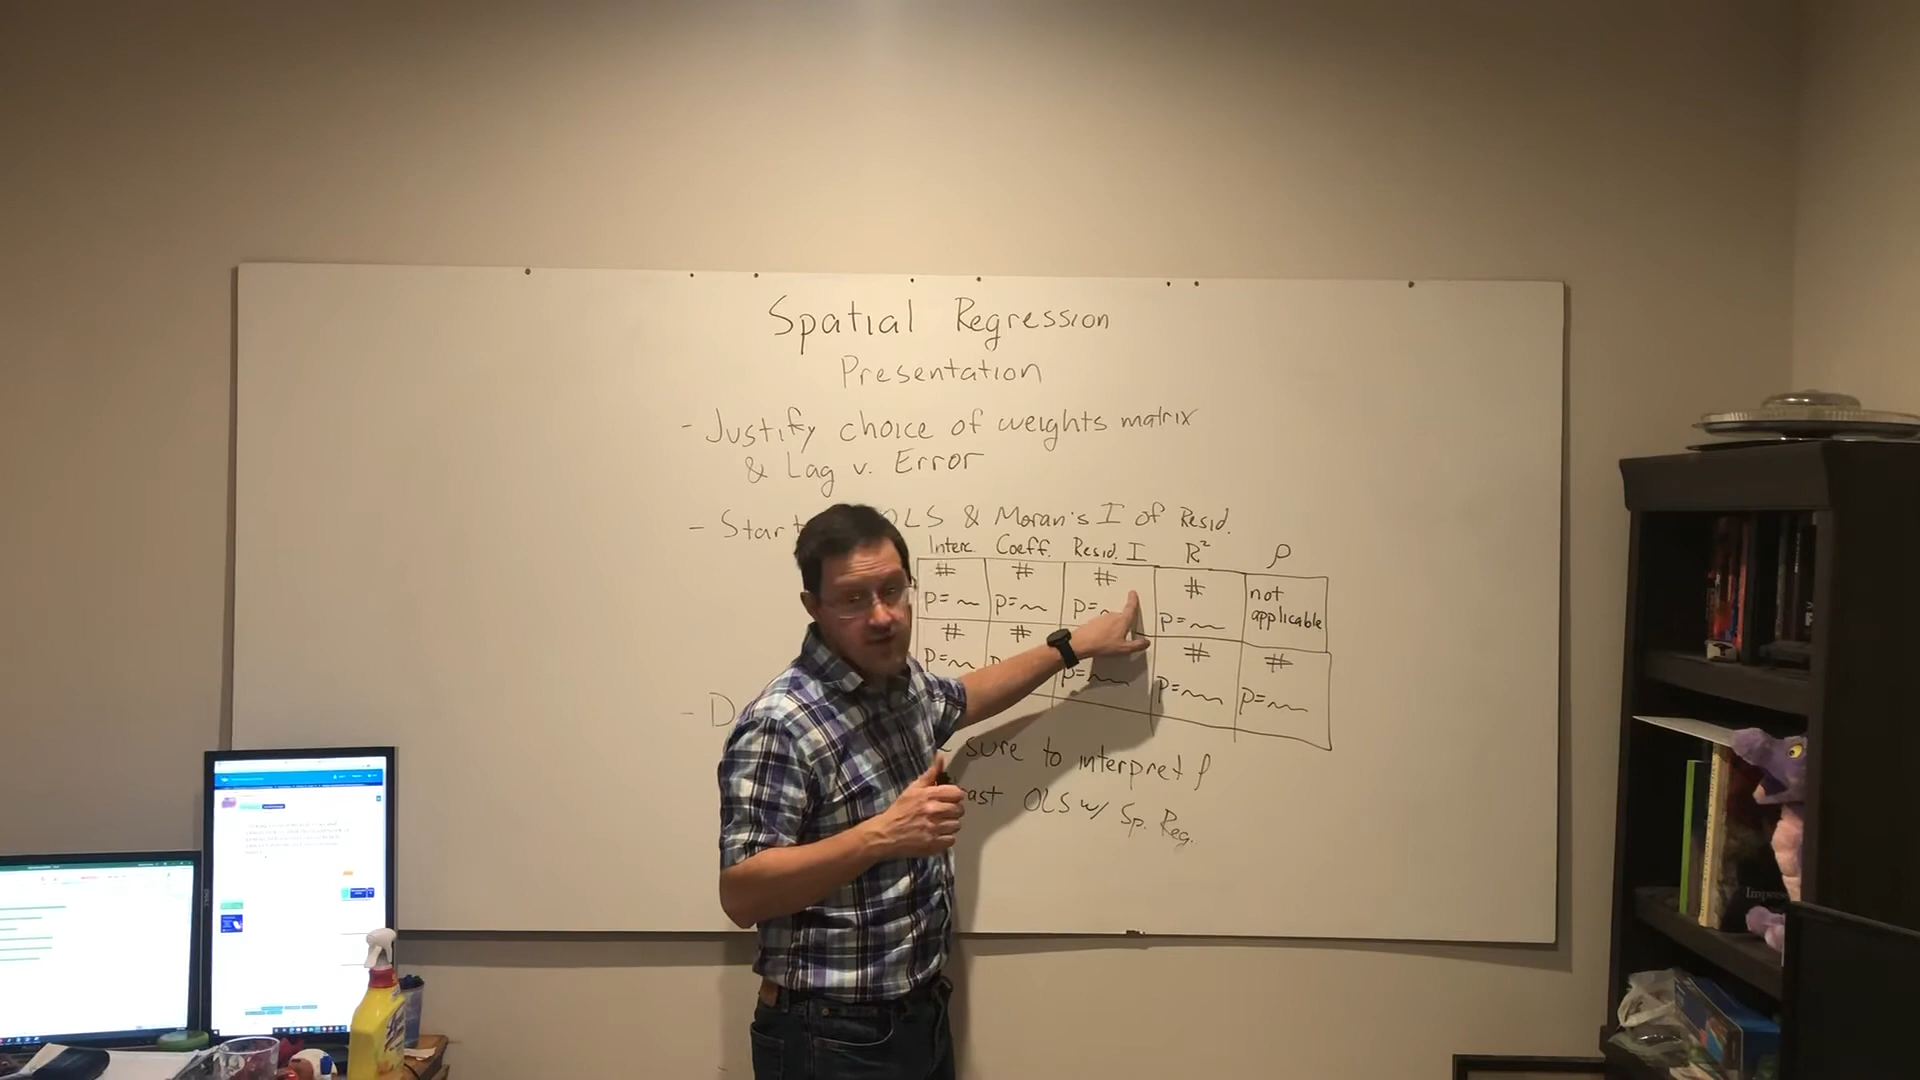 Spatial Regression
Presentation
- Justify choice of weights matrix
& Lag v. Error
- Start OLS & Moran's I of Resid.
Interc. Coeff. Resid. I R² ρ
# # # # not applicable
p=~ p=~ p=~ p=~
# # # #
p=~ p=~ p=~ p=~
- D
sure to interpret ρ
OLS w/ Sp. Reg.